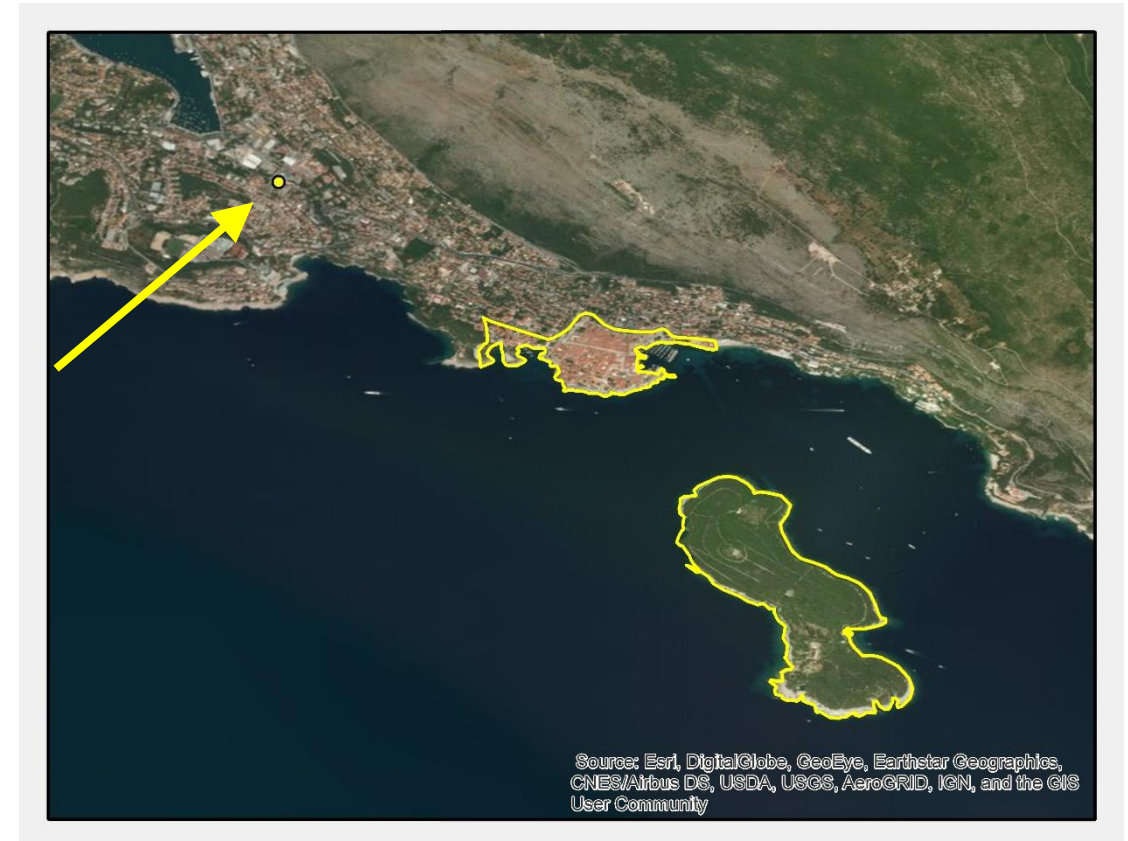 Source: Esri, DigitalGlobe, GeoEye, Earthstar Geographics,
CNES/Airbus DS, USDA, USGS, AeroGRID, IGN, and the GIS
User Community